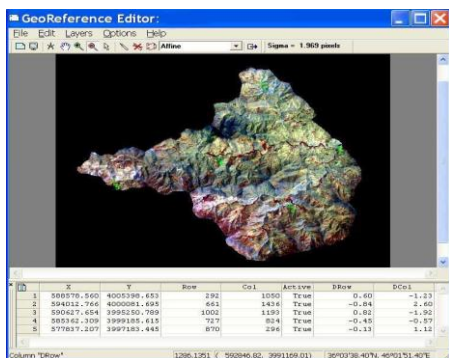 GeoReference Editor:
File Edit Layers Options Help
Affine Sigma = 1.969 pixels
X Y Row Col Active DRow DCol
1 588578.560 4005398.653 292 1050 True 0.60 -1.23
2 594012.766 4000081.695 661 1436 True -0.84 2.60
3 590627.654 3995250.789 1002 1193 True 0.82 -1.92
4 585362.309 3999185.615 727 824 True -0.45 -0.57
5 577837.207 3997183.445 870 296 True -0.13 1.12
Column "DRow" 1286,1351 ( 592846.82, 3991169.01) 36°03'38.40"N, 46°01'51.40"E